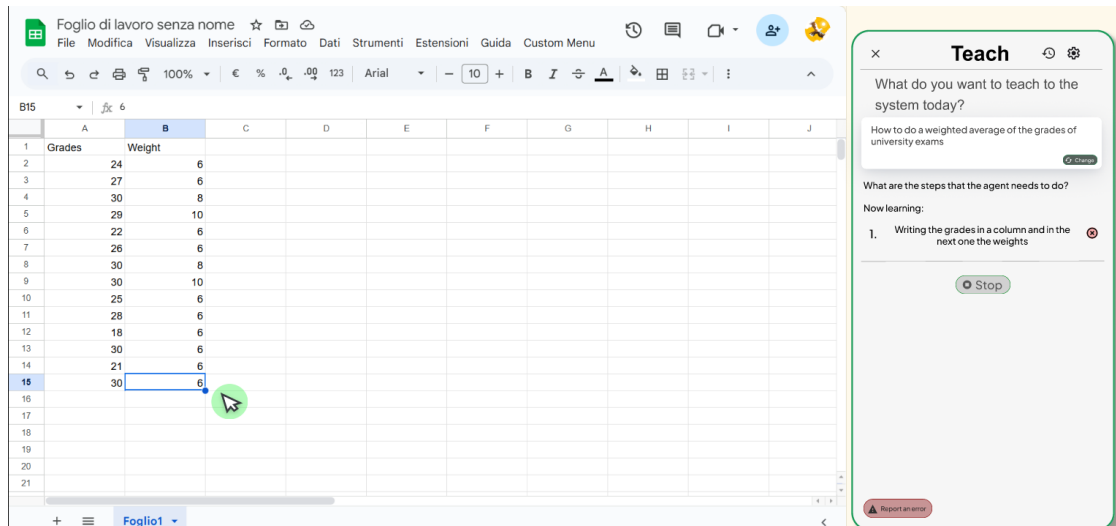 Foglio di lavoro senza nome
File Modifica Visualizza Inserisci Formato Dati Strumenti Estensioni Guida Custom Menu
100% € % .0 .00 123 Arial 10 B I A
B15 fx 6
A B C D E F G H I J
1 Grades Weight
2 24 6
3 27 6
4 30 8
5 29 10
6 22 6
7 26 6
8 30 8
9 30 10
10 25 6
11 28 6
12 18 6
13 30 6
14 21 6
15 30 6
16
17
18
19
20
21
Foglio1
Teach
What do you want to teach to the
system today?
How to do a weighted average of the grades of
university exams
Change
What are the steps that the agent needs to do?
Now learning:
1. Writing the grades in a column and in the
next one the weights
Stop
Report an error